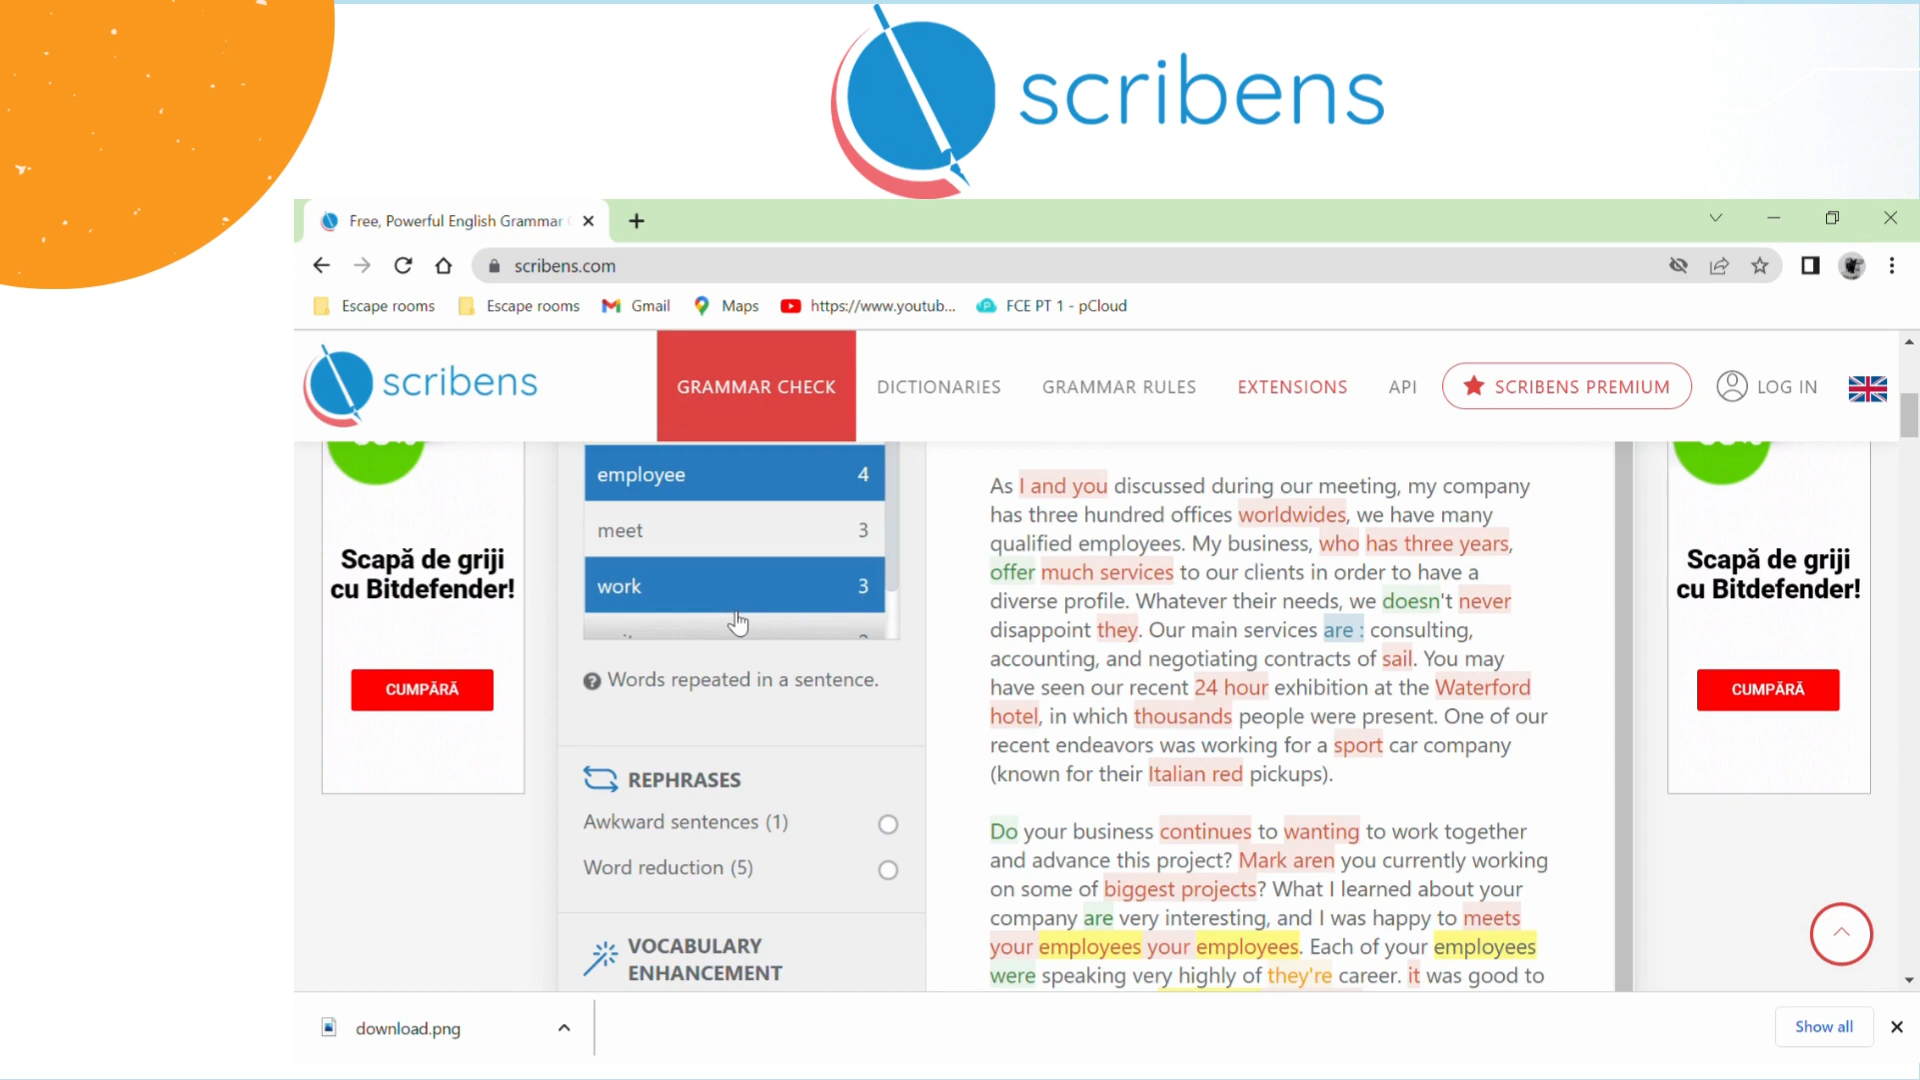 scribens
Free, Powerful English Grammar
scribens.com
Escape rooms
Escape rooms
Gmail
Maps
https://www.youtub...
FCE PT 1 - pCloud
scribens
GRAMMAR CHECK
DICTIONARIES
GRAMMAR RULES
EXTENSIONS
API
SCRIBENS PREMIUM
LOG IN
Scapă de griji
cu Bitdefender!
CUMPĂRĂ
employee 4
meet 3
work 3
Words repeated in a sentence.
REPHRASES
Awkward sentences (1)
Word reduction (5)
VOCABULARY
ENHANCEMENT
As I and you discussed during our meeting, my company
has three hundred offices worldwides, we have many
qualified employees. My business, who has three years,
offer much services to our clients in order to have a
diverse profile. Whatever their needs, we doesn't never
disappoint they. Our main services are : consulting,
accounting, and negotiating contracts of sail. You may
have seen our recent 24 hour exhibition at the Waterford
hotel, in which thousands people were present. One of our
recent endeavors was working for a sport car company
(known for their Italian red pickups).
Do your business continues to wanting to work together
and advance this project? Mark aren you currently working
on some of biggest projects? What I learned about your
company are very interesting, and I was happy to meets
your employees your employees. Each of your employees
were speaking very highly of they're career. it was good to
Scapă de griji
cu Bitdefender!
CUMPĂRĂ
download.png
Show all